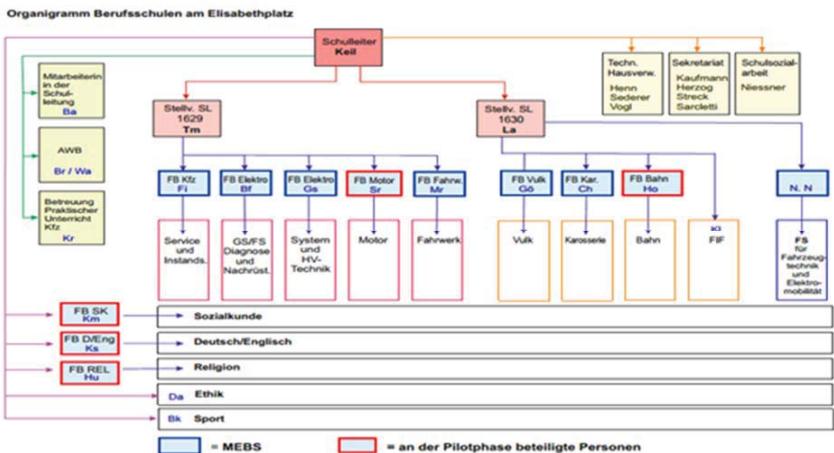 Organigramm Berufsschulen am Elisabethplatz
Schulleiter
Keil
Mitarbeiterin
in der
Schul-
leitung
Ba
AWB
Br / Wa
Betreuung
Praktischer
Unterricht
Kfz
Kr
Techn.
Hausverw.
Henn
Sederer
Vogl
Sekretariat
Kaufmann
Herzog
Streck
Sarcletti
Schulsozial-
arbeit
Niessner
Stellv. SL
1629
Tm
Stellv. SL
1630
La
FB Kfz
Fi
FB Elektro
Bf
FB Elektro
Gs
FB Motor
Sr
FB Fahrw.
Mr
FB Vulk
Gö
FB Kar.
Ch
FB Bahn
Ho
N. N
Service
und
Instands.
GS/FS
Diagnose
und
Nachrüst.
System
und
HV-
Technik
Motor
Fahrwerk
Vulk
Karosserie
Bahn
FIF
FS
für
Fahrzeug-
technik
und
Elektro-
mobilität
FB SK
Km
Sozialkunde
FB D/Eng
Ks
Deutsch/Englisch
FB REL
Hu
Religion
Da Ethik
Bk Sport
= MEBS
= an der Pilotphase beteiligte Personen